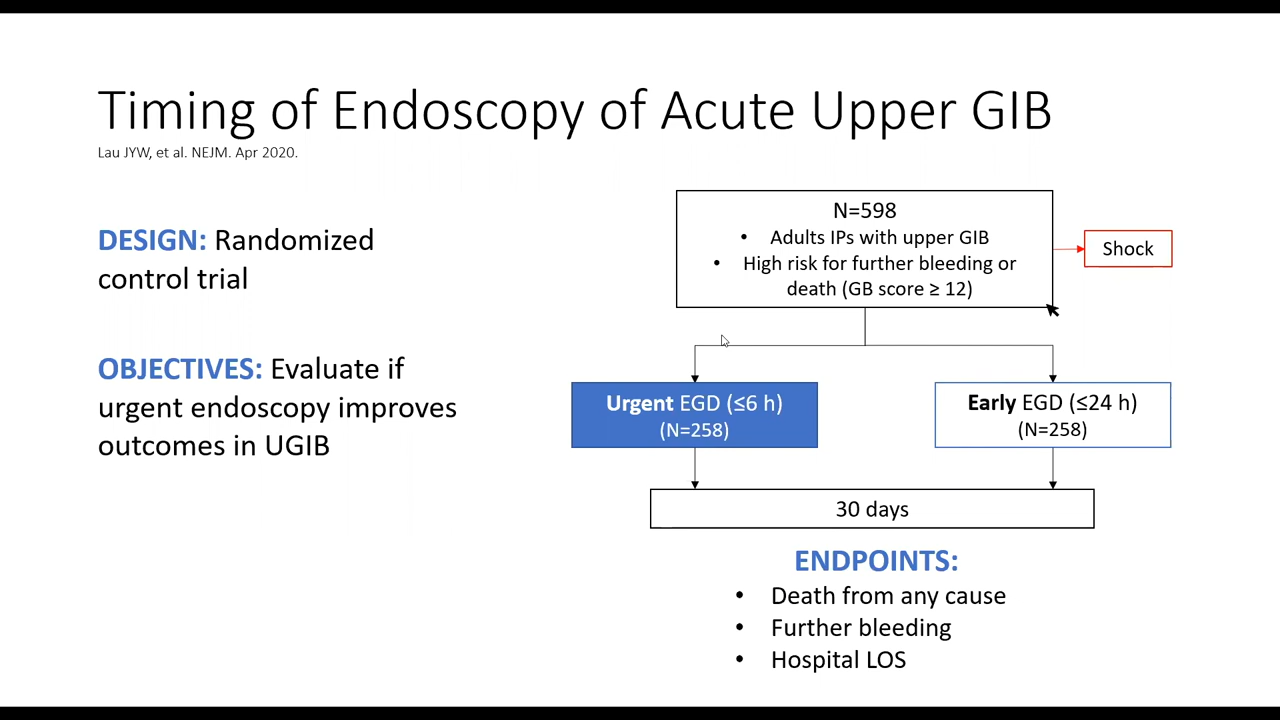 Timing of Endoscopy of Acute Upper GIB
Lau JYW, et al. NEJM. Apr 2020.
DESIGN: Randomized
control trial
OBJECTIVES: Evaluate if
urgent endoscopy improves
outcomes in UGIB
N=598
• Adults IPs with upper GIB
• High risk for further bleeding or
death (GB score ≥ 12)
Shock
Urgent EGD (≤6 h)
(N=258)
Early EGD (≤24 h)
(N=258)
30 days
ENDPOINTS:
• Death from any cause
• Further bleeding
• Hospital LOS